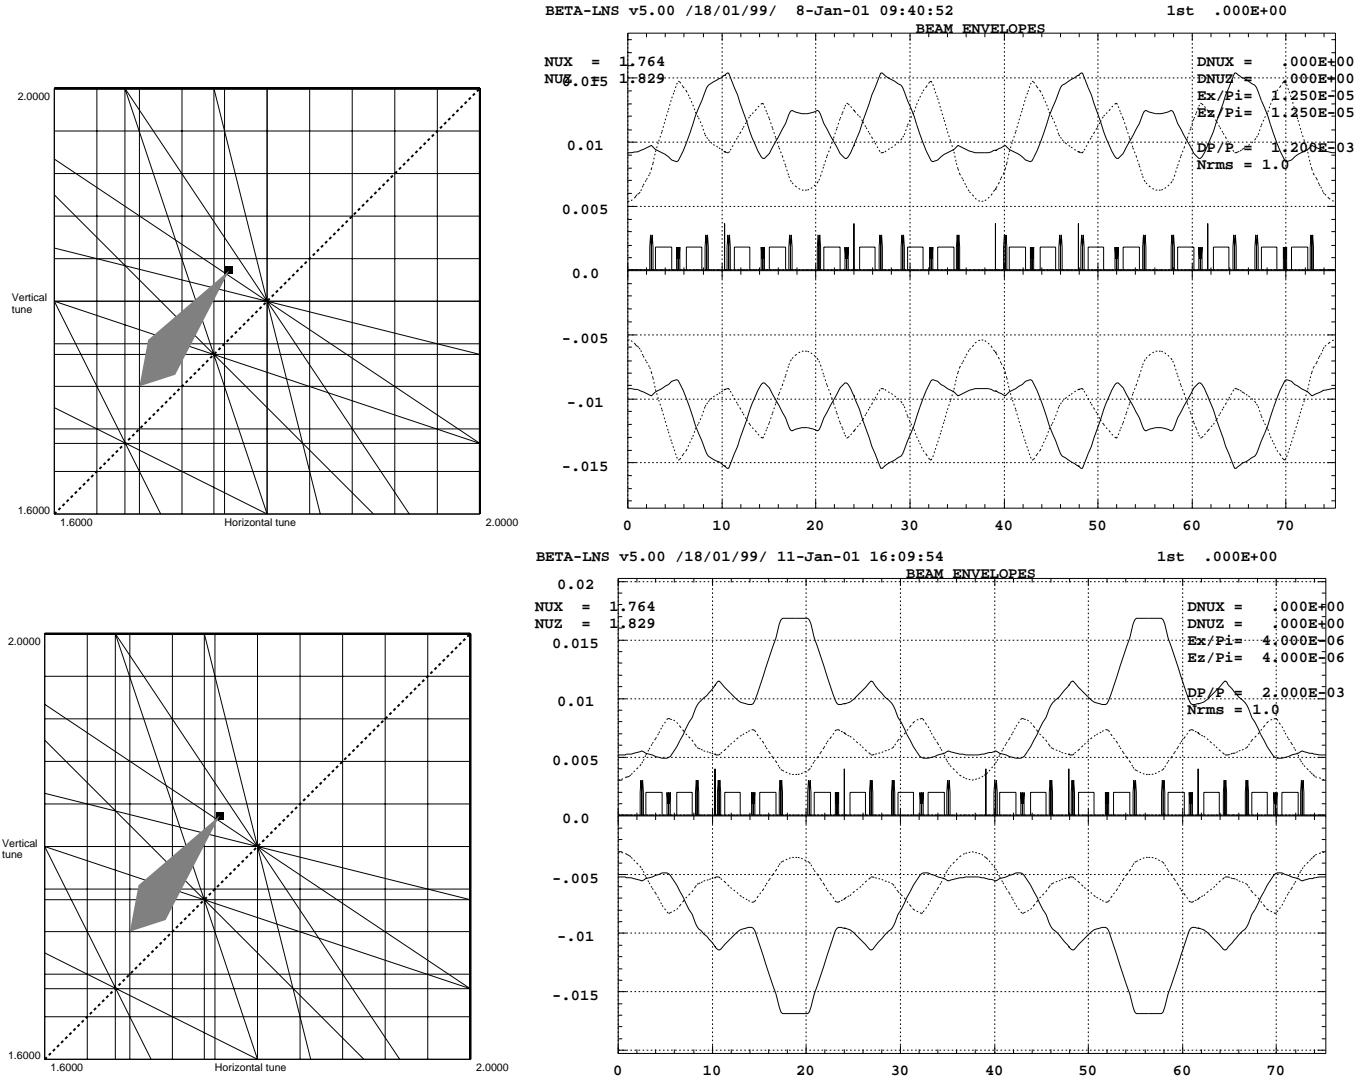 BETA-LNS v5.00 /18/01/99/ 8-Jan-01 09:40:52 1st .000E+00
BEAM ENVELOPES
NUX = 1.764
NUZ = 1.829
DNUX = .000E+00
DNUZ = .000E+00
Ex/Pi= 1.250E-05
Ez/Pi= 1.250E-05
DP/P = 1.200E-03
Nrms = 1.0
0.015
0.01
0.005
0.0
-.005
-.01
-.015
0 10 20 30 40 50 60 70
2.0000
Vertical
tune
1.6000
1.6000 Horizontal tune 2.0000
BETA-LNS v5.00 /18/01/99/ 11-Jan-01 16:09:54 1st .000E+00
BEAM ENVELOPES
NUX = 1.764
NUZ = 1.829
DNUX = .000E+00
DNUZ = .000E+00
Ex/Pi= 4.000E-06
Ez/Pi= 4.000E-06
DP/P = 2.000E-03
Nrms = 1.0
0.02
0.015
0.01
0.005
0.0
-.005
-.01
-.015
0 10 20 30 40 50 60 70
2.0000
Vertical
tune
1.6000
1.6000 Horizontal tune 2.0000